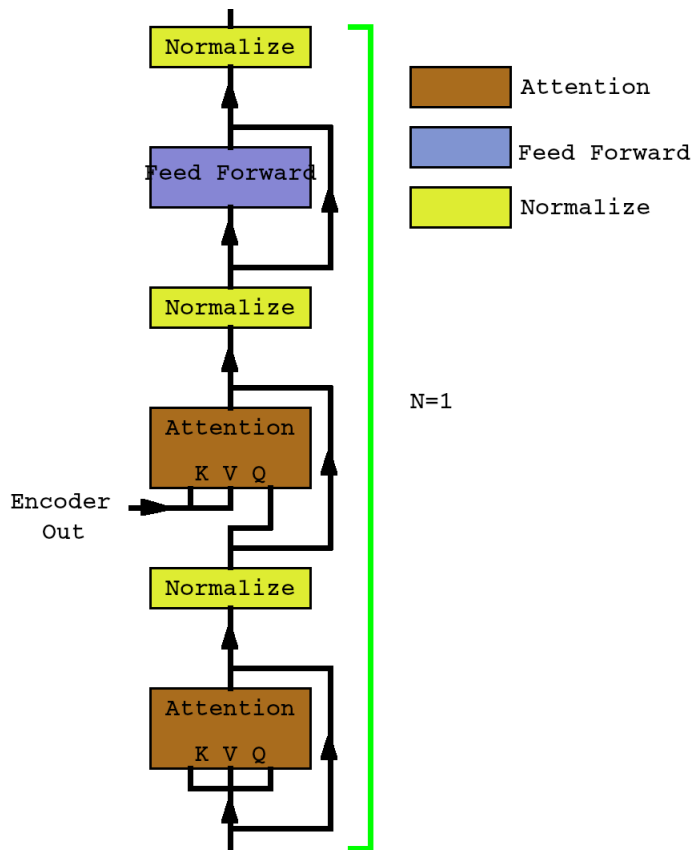 Normalize
Attention
Feed Forward
Feed Forward
Normalize
Normalize
Attention
N=1
K V Q
Encoder
Out
Normalize
Attention
K V Q